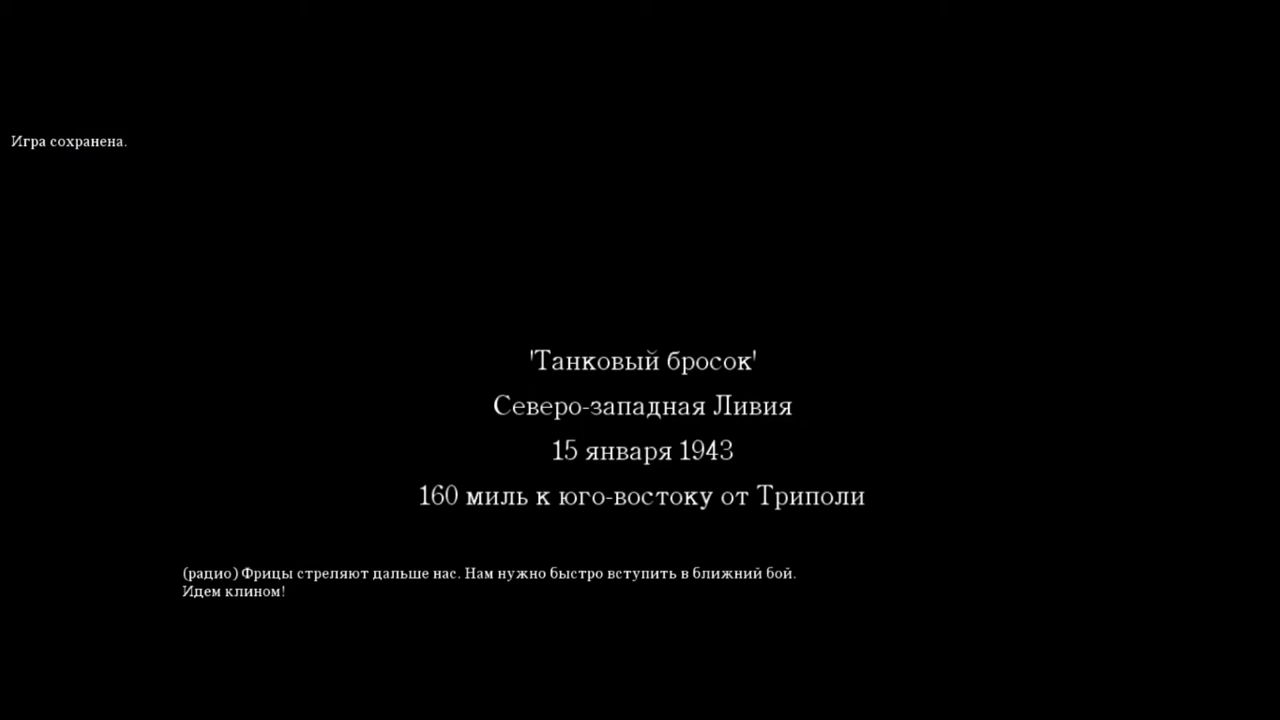 Игра сохранена.
'Танковый бросок'
Северо-западная Ливия
15 января 1943
160 миль к юго-востоку от Триполи
(радио) Фрицы стреляют дальше нас. Нам нужно быстро вступить в ближний бой.
Идем клином!